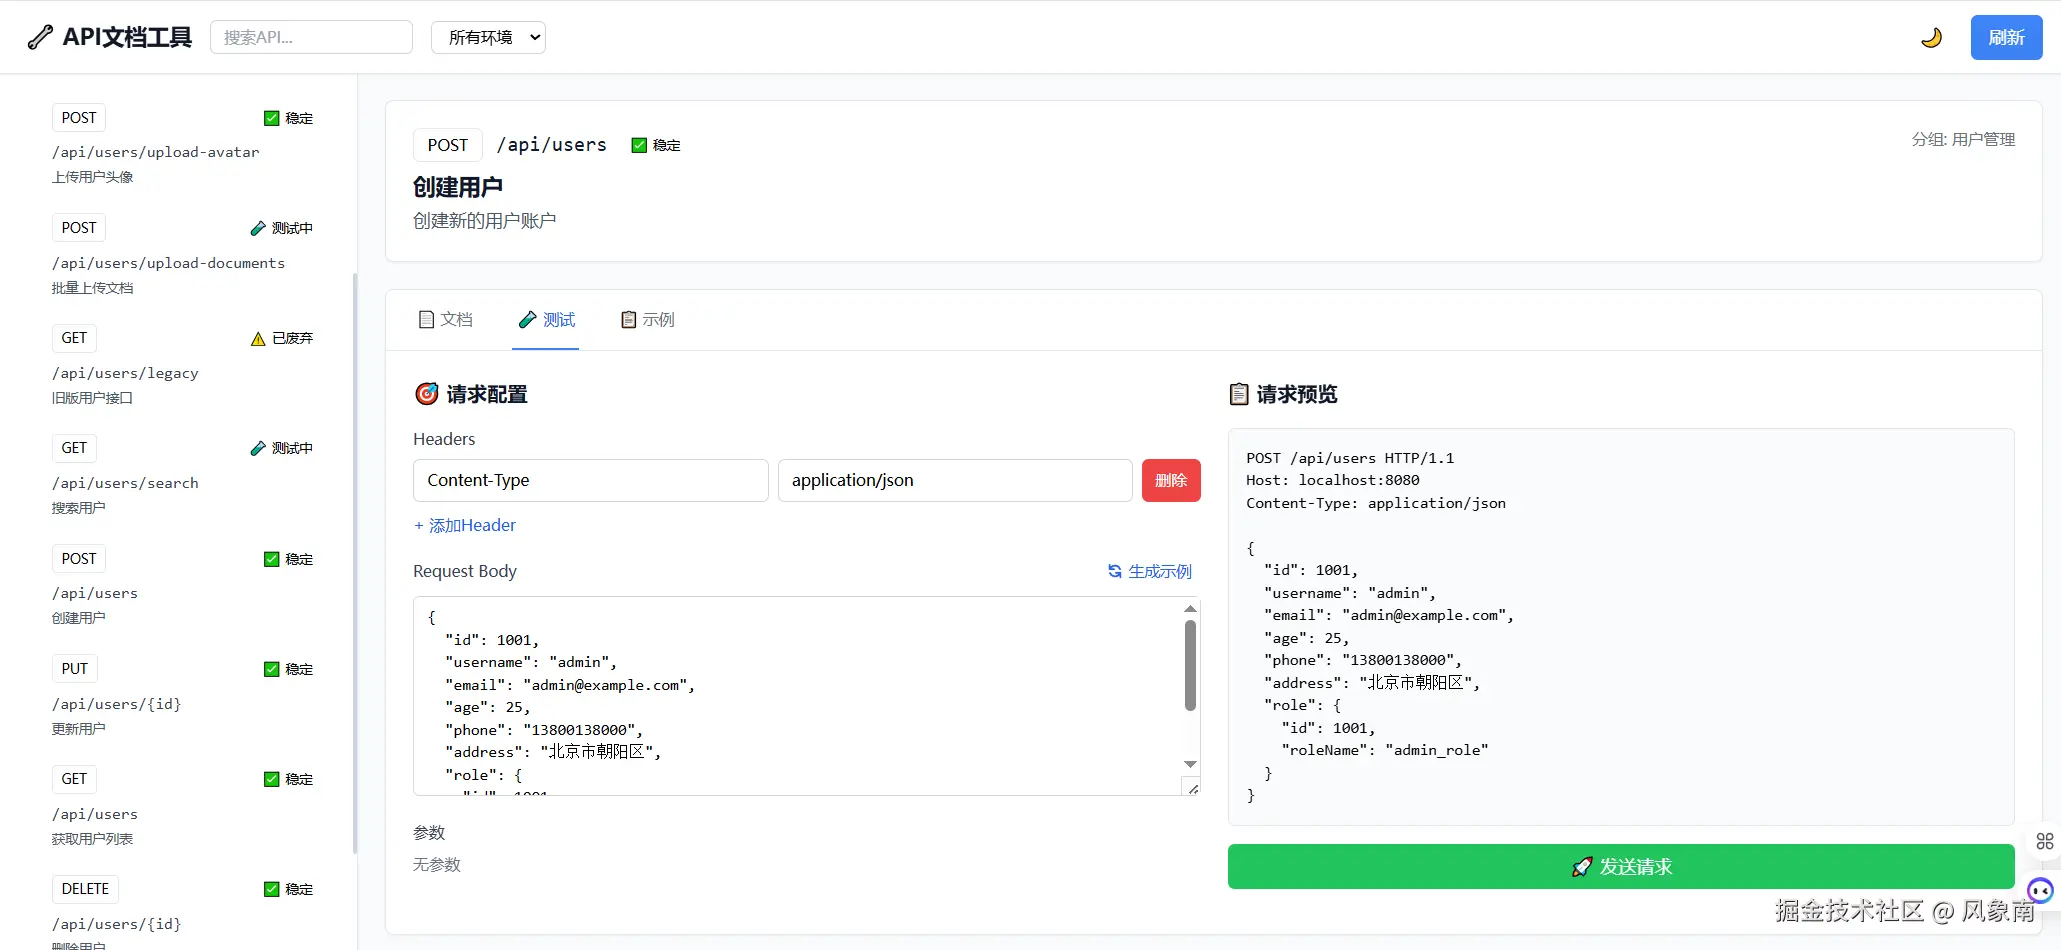 API文档工具
搜索API...
所有环境
刷新
POST
稳定
/api/users/upload-avatar
上传用户头像
POST
测试中
/api/users/upload-documents
批量上传文档
GET
已废弃
/api/users/legacy
旧版用户接口
GET
测试中
/api/users/search
搜索用户
POST
稳定
/api/users
创建用户
PUT
稳定
/api/users/{id}
更新用户
GET
稳定
/api/users
获取用户列表
DELETE
稳定
/api/users/{id}
删除用户
POST /api/users 稳定
分组: 用户管理
创建用户
创建新的用户账户
文档 测试 示例
请求配置
Headers
Content-Type application/json 删除
+ 添加Header
Request Body
生成示例
{
  "id": 1001,
  "username": "admin",
  "email": "admin@example.com",
  "age": 25,
  "phone": "13800138000",
  "address": "北京市朝阳区",
  "role": {
    "id": 1001
参数
无参数
请求预览
POST /api/users HTTP/1.1
Host: localhost:8080
Content-Type: application/json
{
  "id": 1001,
  "username": "admin",
  "email": "admin@example.com",
  "age": 25,
  "phone": "13800138000",
  "address": "北京市朝阳区",
  "role": {
    "id": 1001,
    "roleName": "admin_role"
  }
}
发送请求
掘金技术社区 @ 风象南